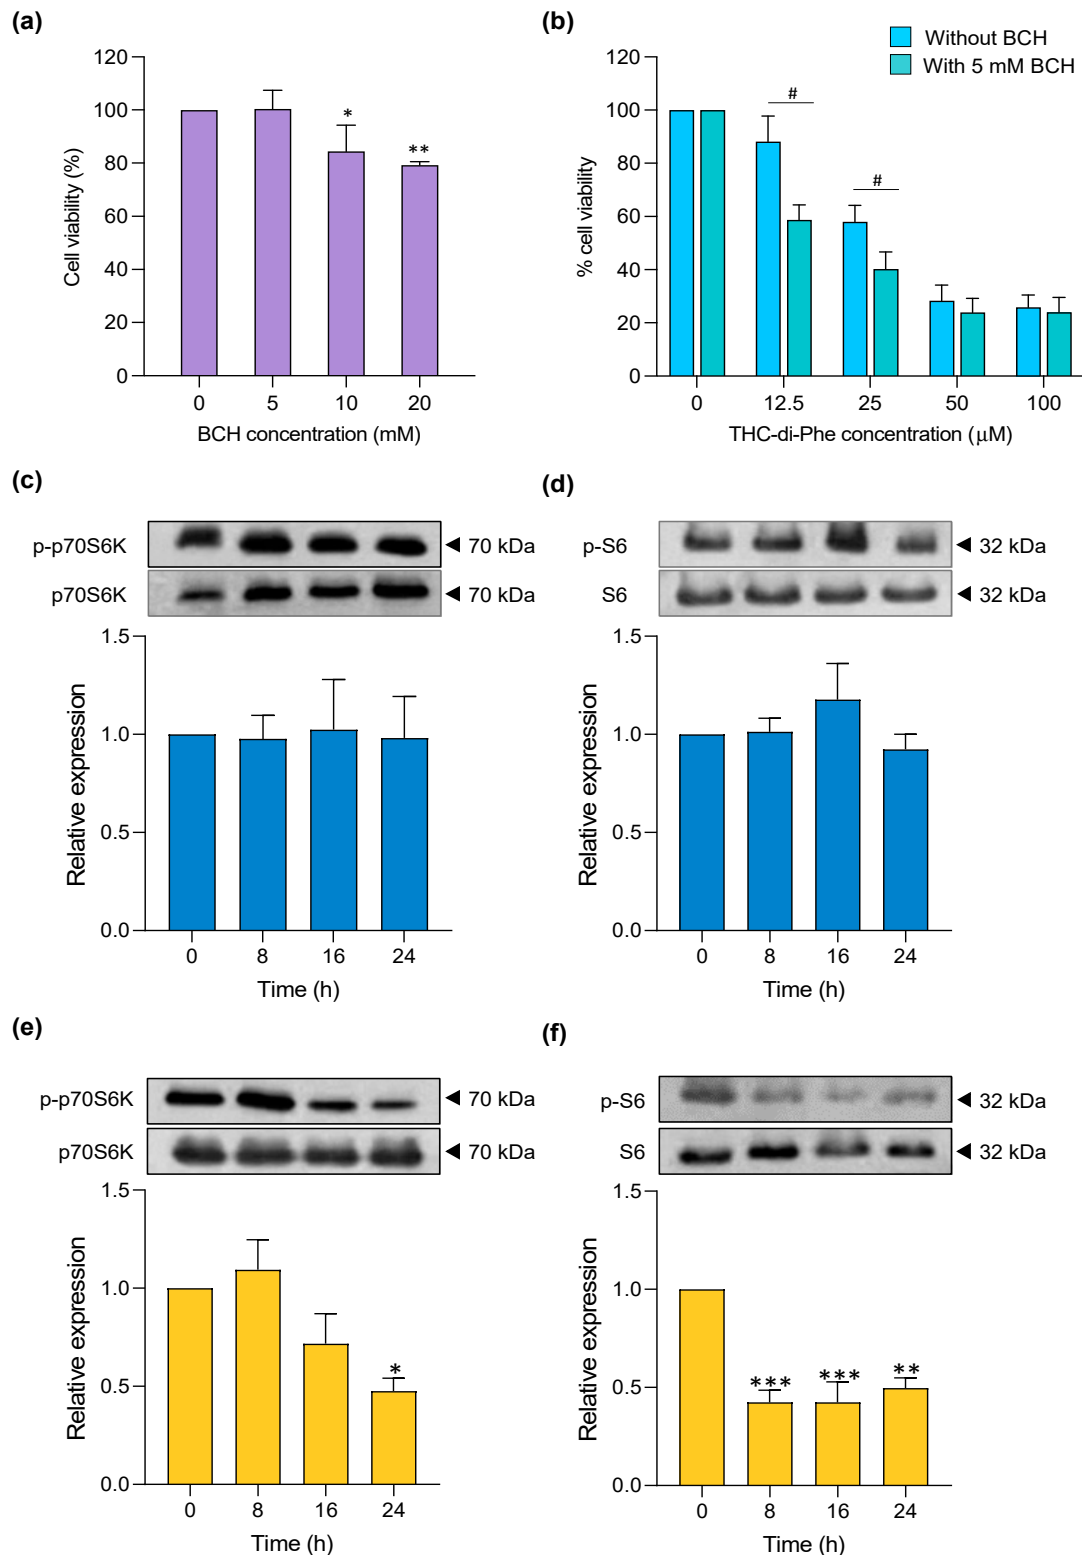 (a)
120
100
80
60
40
20
0
Cell viability (%)
*
**
0 5 10 20
BCH concentration (mM)
(b)
Without BCH
With 5 mM BCH
120
100
80
60
40
20
0
% cell viability
#
#
0 12.5 25 50 100
THC-di-Phe concentration (μM)
(c)
p-p70S6K ◄ 70 kDa
p70S6K ◄ 70 kDa
1.5
1.0
0.5
0.0
Relative expression
0 8 16 24
Time (h)
(d)
p-S6 ◄ 32 kDa
S6 ◄ 32 kDa
1.5
1.0
0.5
0.0
Relative expression
0 8 16 24
Time (h)
(e)
p-p70S6K ◄ 70 kDa
p70S6K ◄ 70 kDa
1.5
1.0
0.5
0.0
Relative expression
*
0 8 16 24
Time (h)
(f)
p-S6 ◄ 32 kDa
S6 ◄ 32 kDa
1.5
1.0
0.5
0.0
Relative expression
*** *** **
0 8 16 24
Time (h)